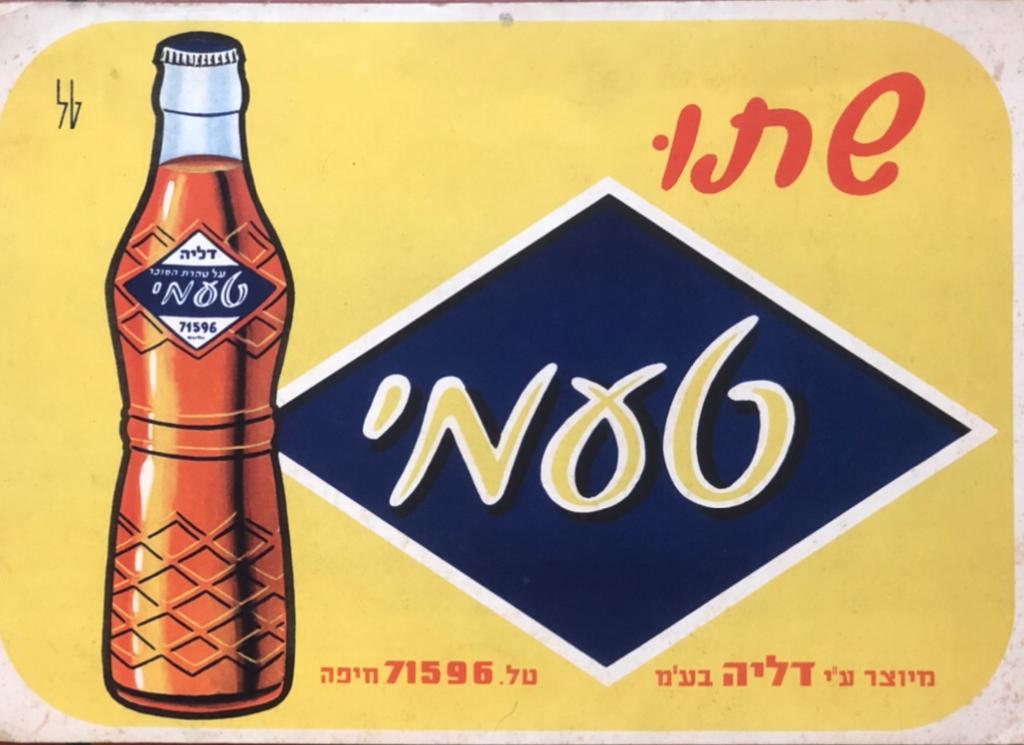 שתו
טל
דליה
על טהרת הסוכר
טעמי
71596
טעמי
מיוצר ע"י דליה בע"מ
טל. 71596 חיפה